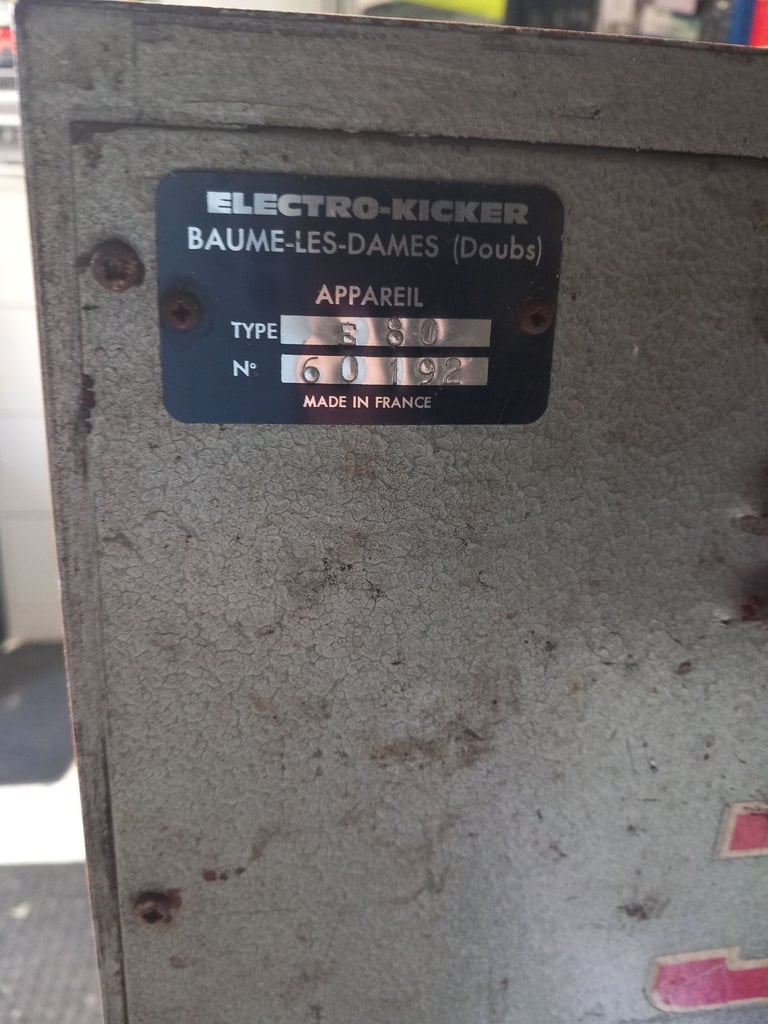 ELECTRO-KICKER
BAUME-LES-DAMES (Doubs)
APPAREIL
TYPE E 80
N° 60192
MADE IN FRANCE